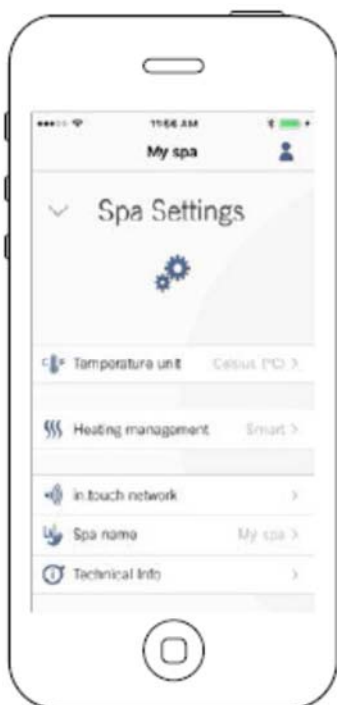 11:56 AM
My spa
Spa Settings
Temperature unit Celsius (°C) >
Heating management Smart >
in.touch network >
Spa name My spa >
Technical Info >